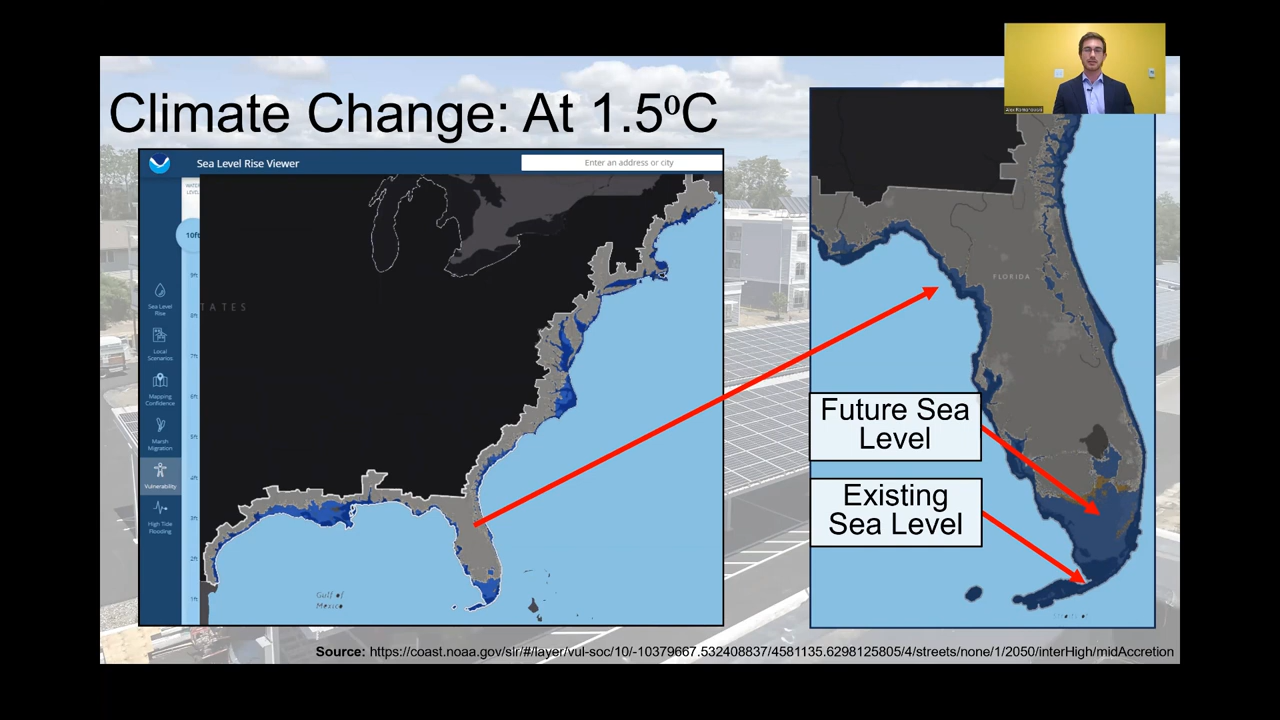 Climate Change: At 1.5⁰C
Sea Level Rise Viewer
Enter an address or city
10ft
9ft
8ft
7ft
6ft
5ft
4ft
3ft
2ft
1ft
Sea Level
Rise
Local
Scenarios
Mapping
Confidence
Marsh
Migration
Vulnerability
High Tide
Flooding
TATES
Gulf of
Mexico
FLORIDA
Future Sea
Level
Existing
Sea Level
Source: https://coast.noaa.gov/slr/#/layer/vul-soc/10/-10379667.532408837/4581135.6298125805/4/streets/none/1/2050/interHigh/midAccretion